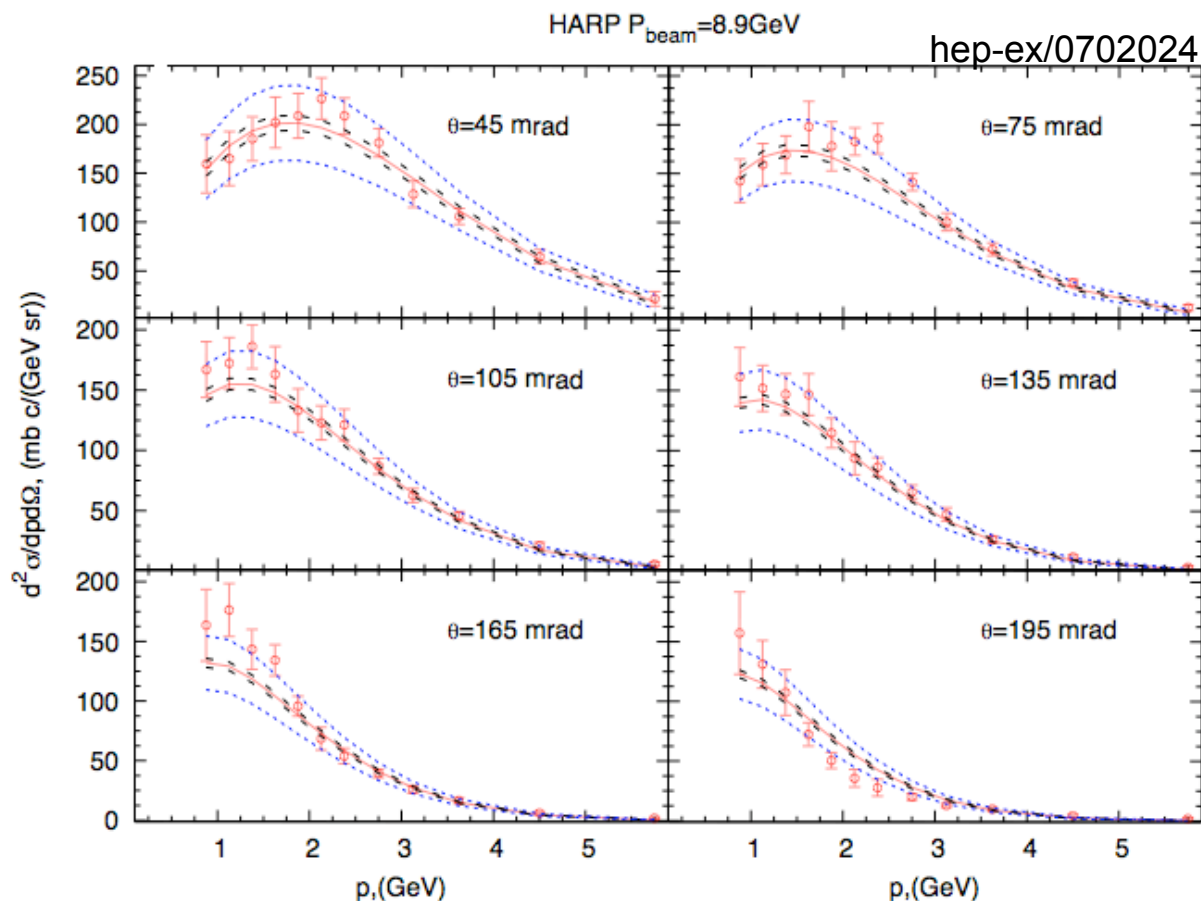 HARP P_beam=8.9GeV
hep-ex/0702024
d² σ/dpdΩ, (mb c/(GeV sr))
250
200
150
100
50
θ=45 mrad
θ=75 mrad
200
150
100
50
θ=105 mrad
θ=135 mrad
200
150
100
50
0
θ=165 mrad
θ=195 mrad
1 2 3 4 5
1 2 3 4 5
p,(GeV)
p,(GeV)